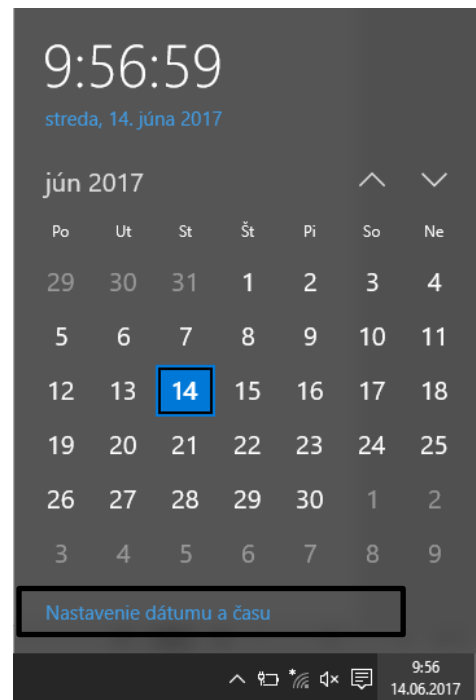 9:56:59
streda, 14. júna 2017
jún 2017
Po Ut St Št Pi So Ne
29 30 31 1 2 3 4
5 6 7 8 9 10 11
12 13 14 15 16 17 18
19 20 21 22 23 24 25
26 27 28 29 30 1 2
3 4 5 6 7 8 9
Nastavenie dátumu a času
9:56
14.06.2017